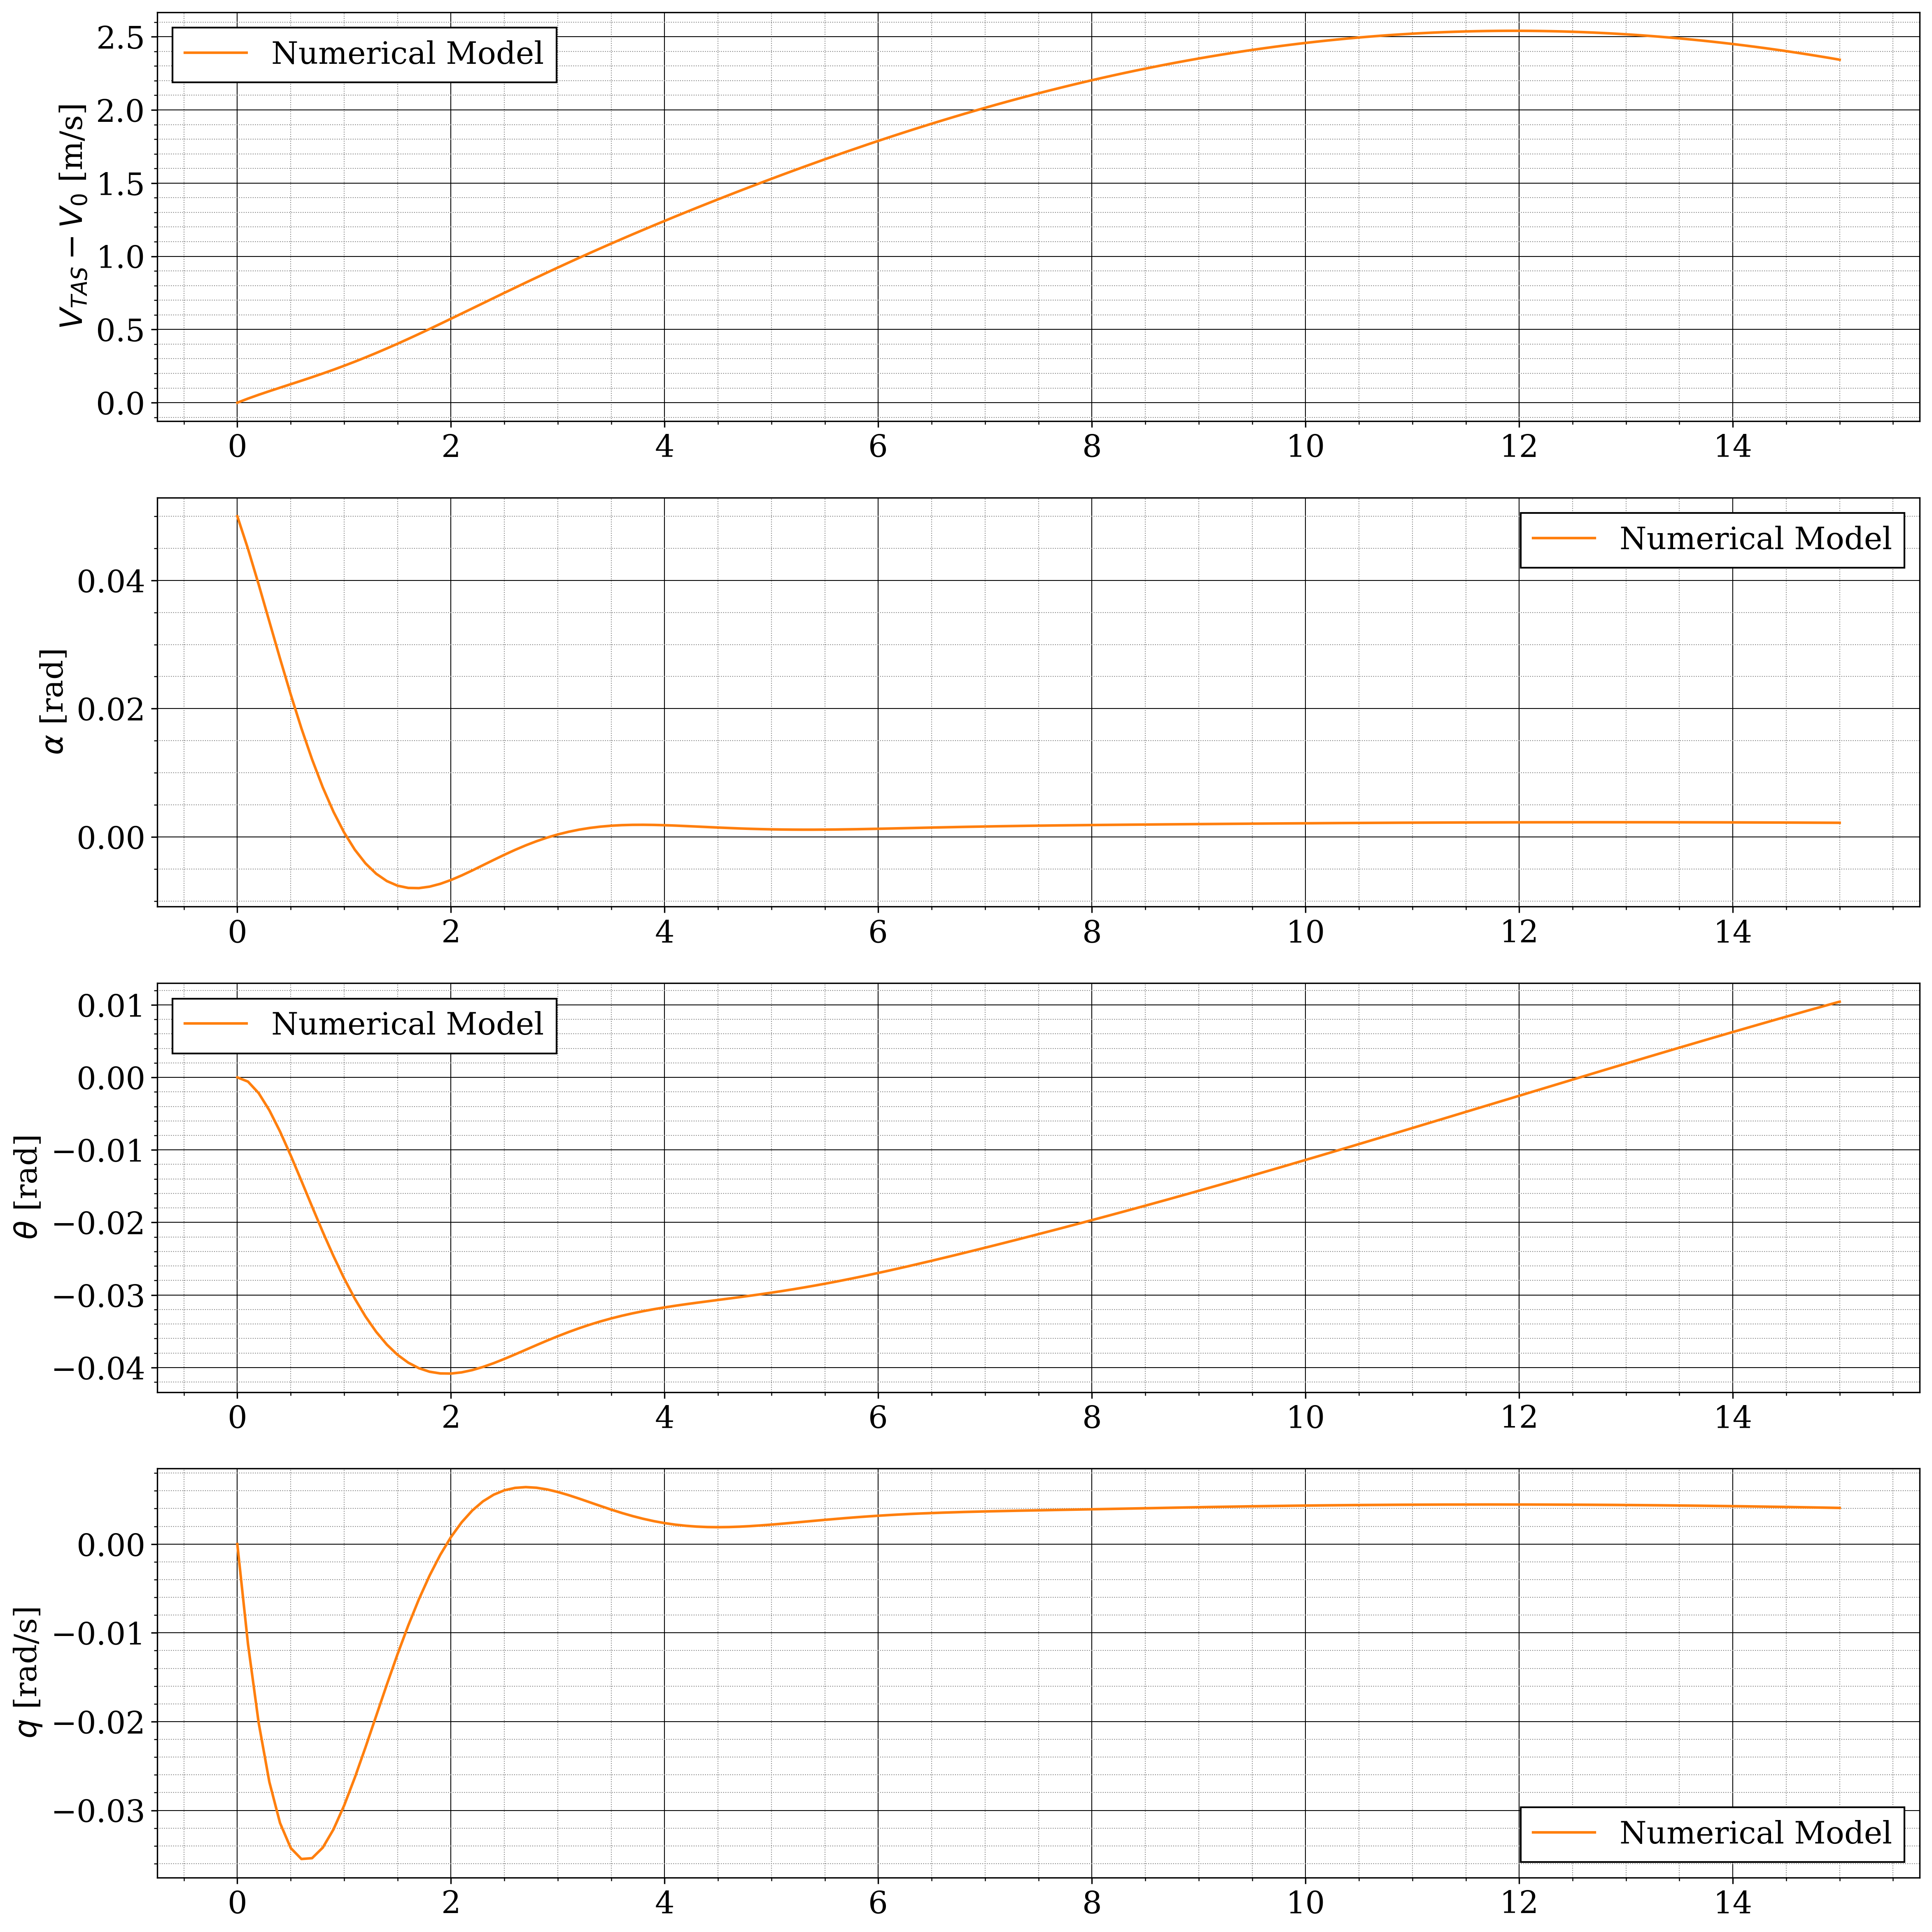 V_{TAS} − V_0 [m/s]
2.5
2.0
1.5
1.0
0.5
0.0
Numerical Model
0 2 4 6 8 10 12 14
α [rad]
0.04
0.02
0.00
Numerical Model
0 2 4 6 8 10 12 14
θ [rad]
0.01
0.00
−0.01
−0.02
−0.03
−0.04
Numerical Model
0 2 4 6 8 10 12 14
q [rad/s]
0.00
−0.01
−0.02
−0.03
Numerical Model
0 2 4 6 8 10 12 14